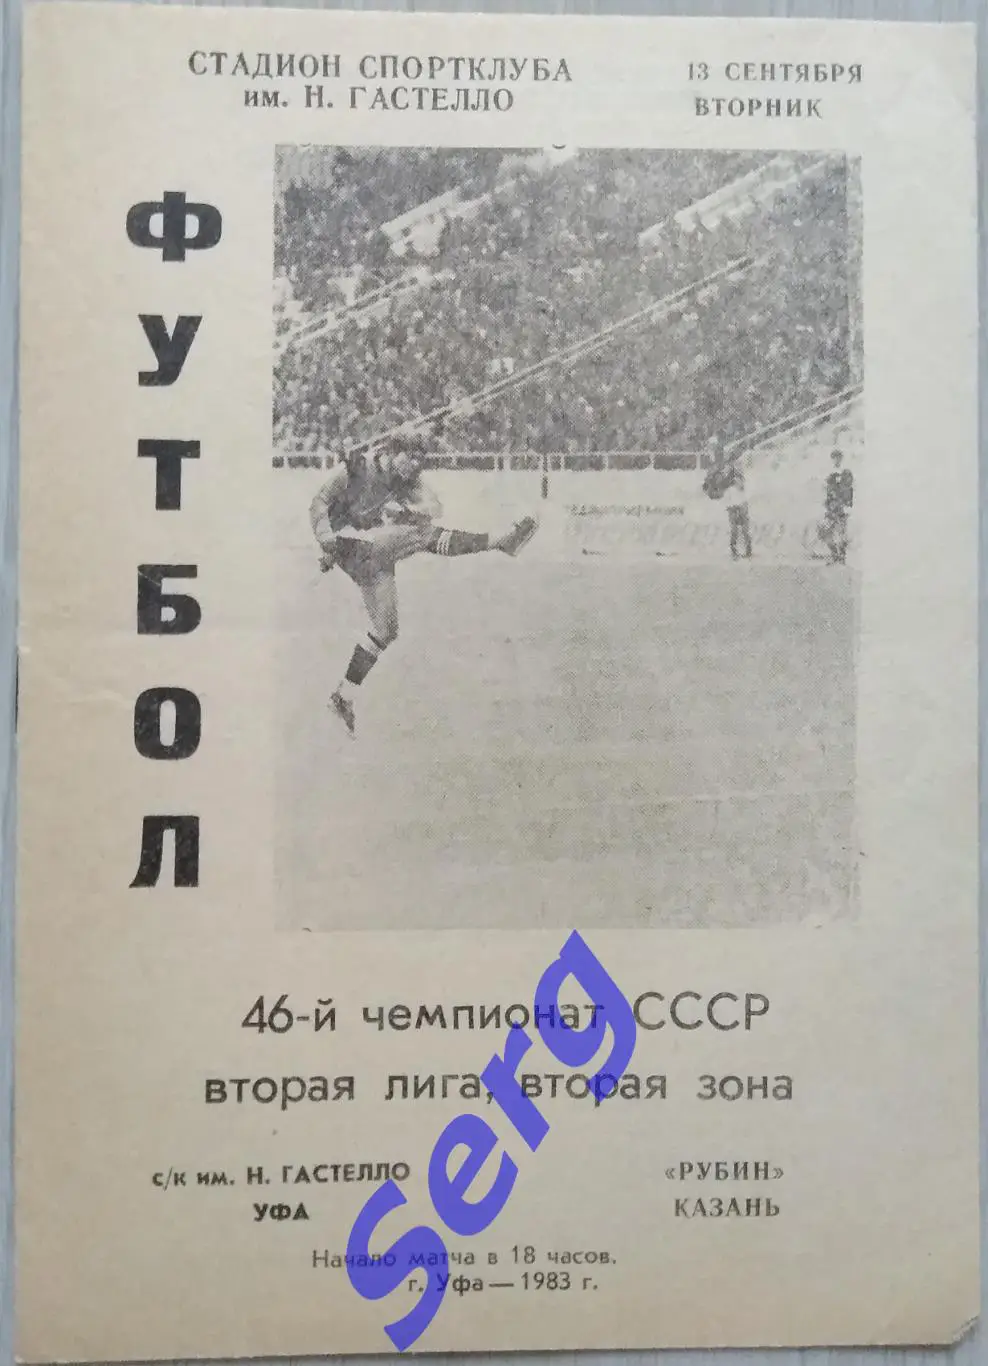 СТАДИОН СПОРТКЛУБА
им. Н. ГАСТЕЛЛО
13 СЕНТЯБРЯ
ВТОРНИК
ФУТБОЛ
46-й чемпионат СССР
вторая лига, вторая зона
с/к им. Н. ГАСТЕЛЛО
УФА
«РУБИН»
КАЗАНЬ
Начало матча в 18 часов.
г. Уфа — 1983 г.
Serg